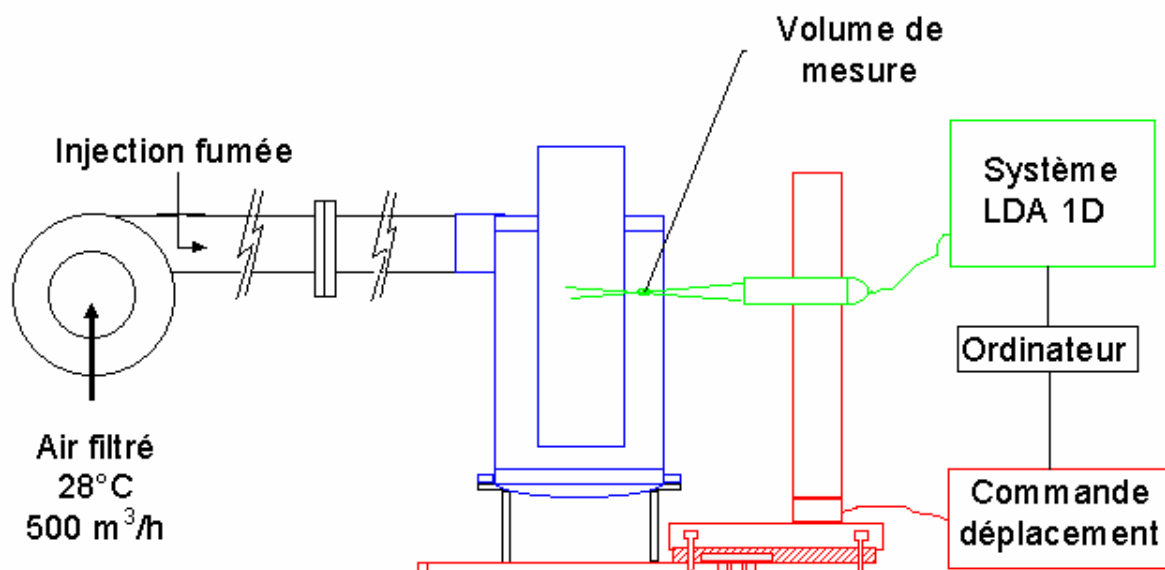 Volume de
mesure
Injection fumée
Système
LDA 1D
Ordinateur
Air filtré
28°C
500 m³/h
Commande
déplacement